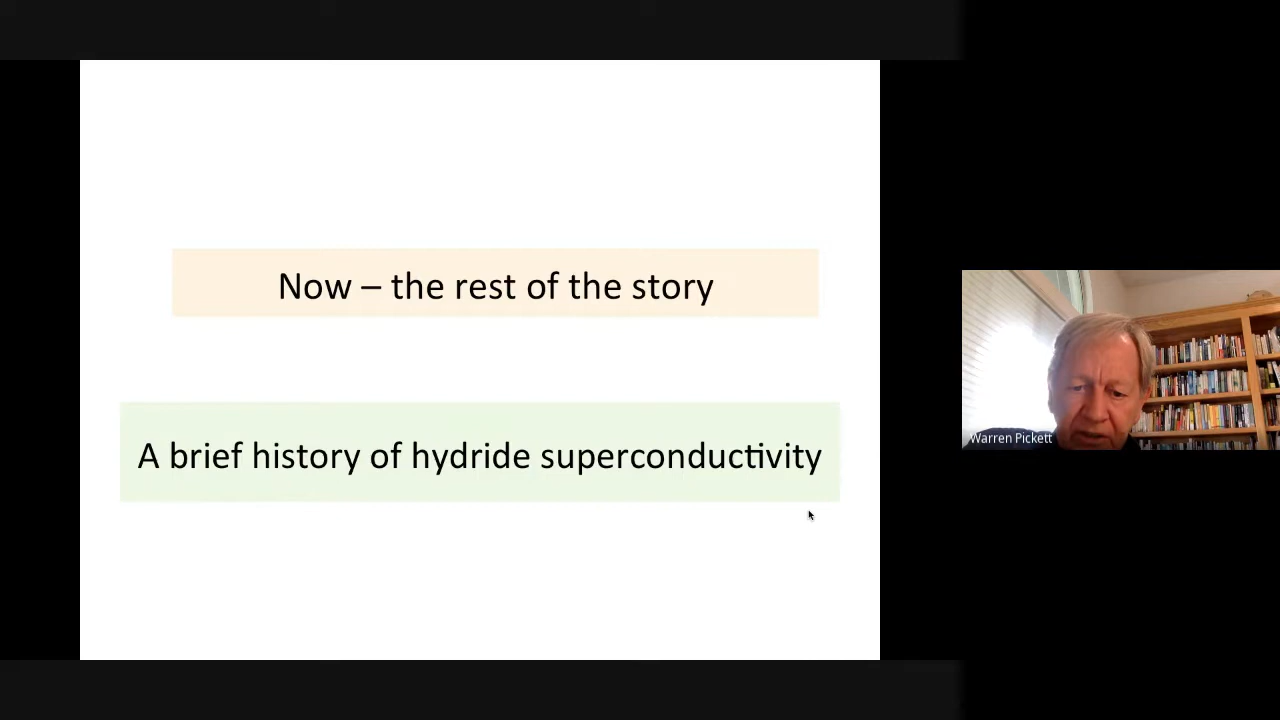 Now – the rest of the story
A brief history of hydride superconductivity
Warren Pickett